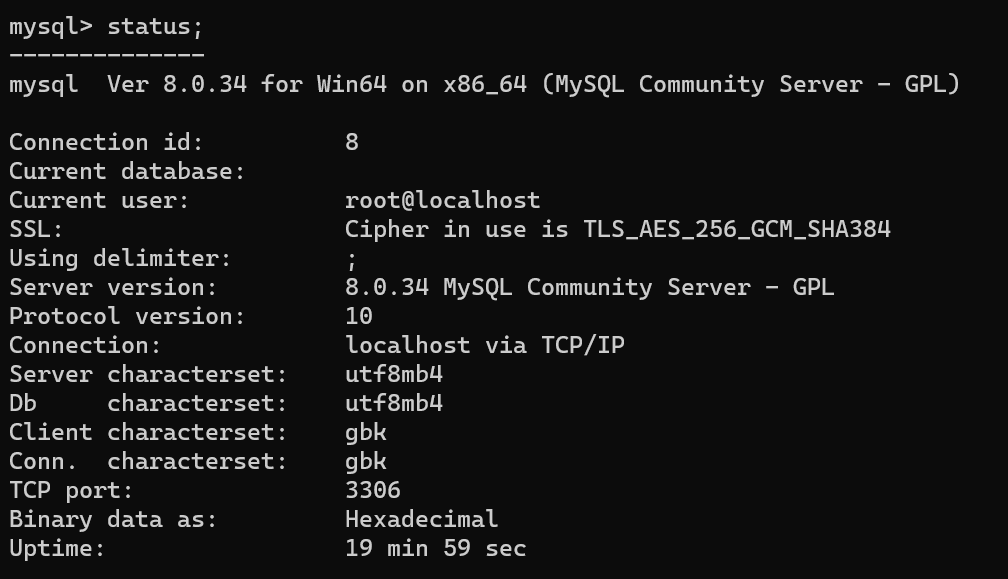 mysql> status;
--------------
mysql  Ver 8.0.34 for Win64 on x86_64 (MySQL Community Server - GPL)

Connection id:          8
Current database:
Current user:           root@localhost
SSL:                    Cipher in use is TLS_AES_256_GCM_SHA384
Using delimiter:        ;
Server version:         8.0.34 MySQL Community Server - GPL
Protocol version:       10
Connection:             localhost via TCP/IP
Server characterset:    utf8mb4
Db     characterset:    utf8mb4
Client characterset:    gbk
Conn.  characterset:    gbk
TCP port:               3306
Binary data as:         Hexadecimal
Uptime:                 19 min 59 sec